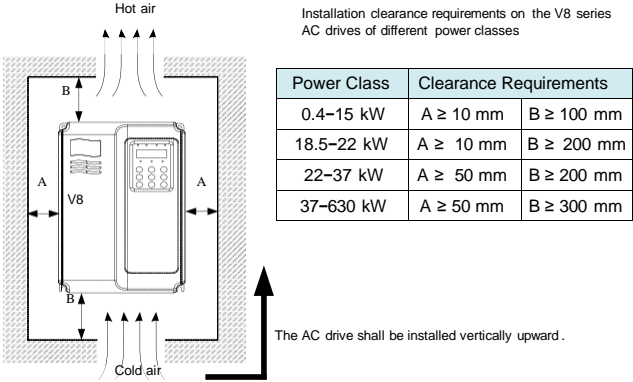 Hot air
Installation clearance requirements on the V8 series
AC drives of different power classes
Power Class Clearance Requirements
0.4–15 kW A ≥ 10 mm B ≥ 100 mm
18.5–22 kW A ≥ 10 mm B ≥ 200 mm
22–37 kW A ≥ 50 mm B ≥ 200 mm
37–630 kW A ≥ 50 mm B ≥ 300 mm
B
A
A
V8
B
The AC drive shall be installed vertically upward .
Cold air